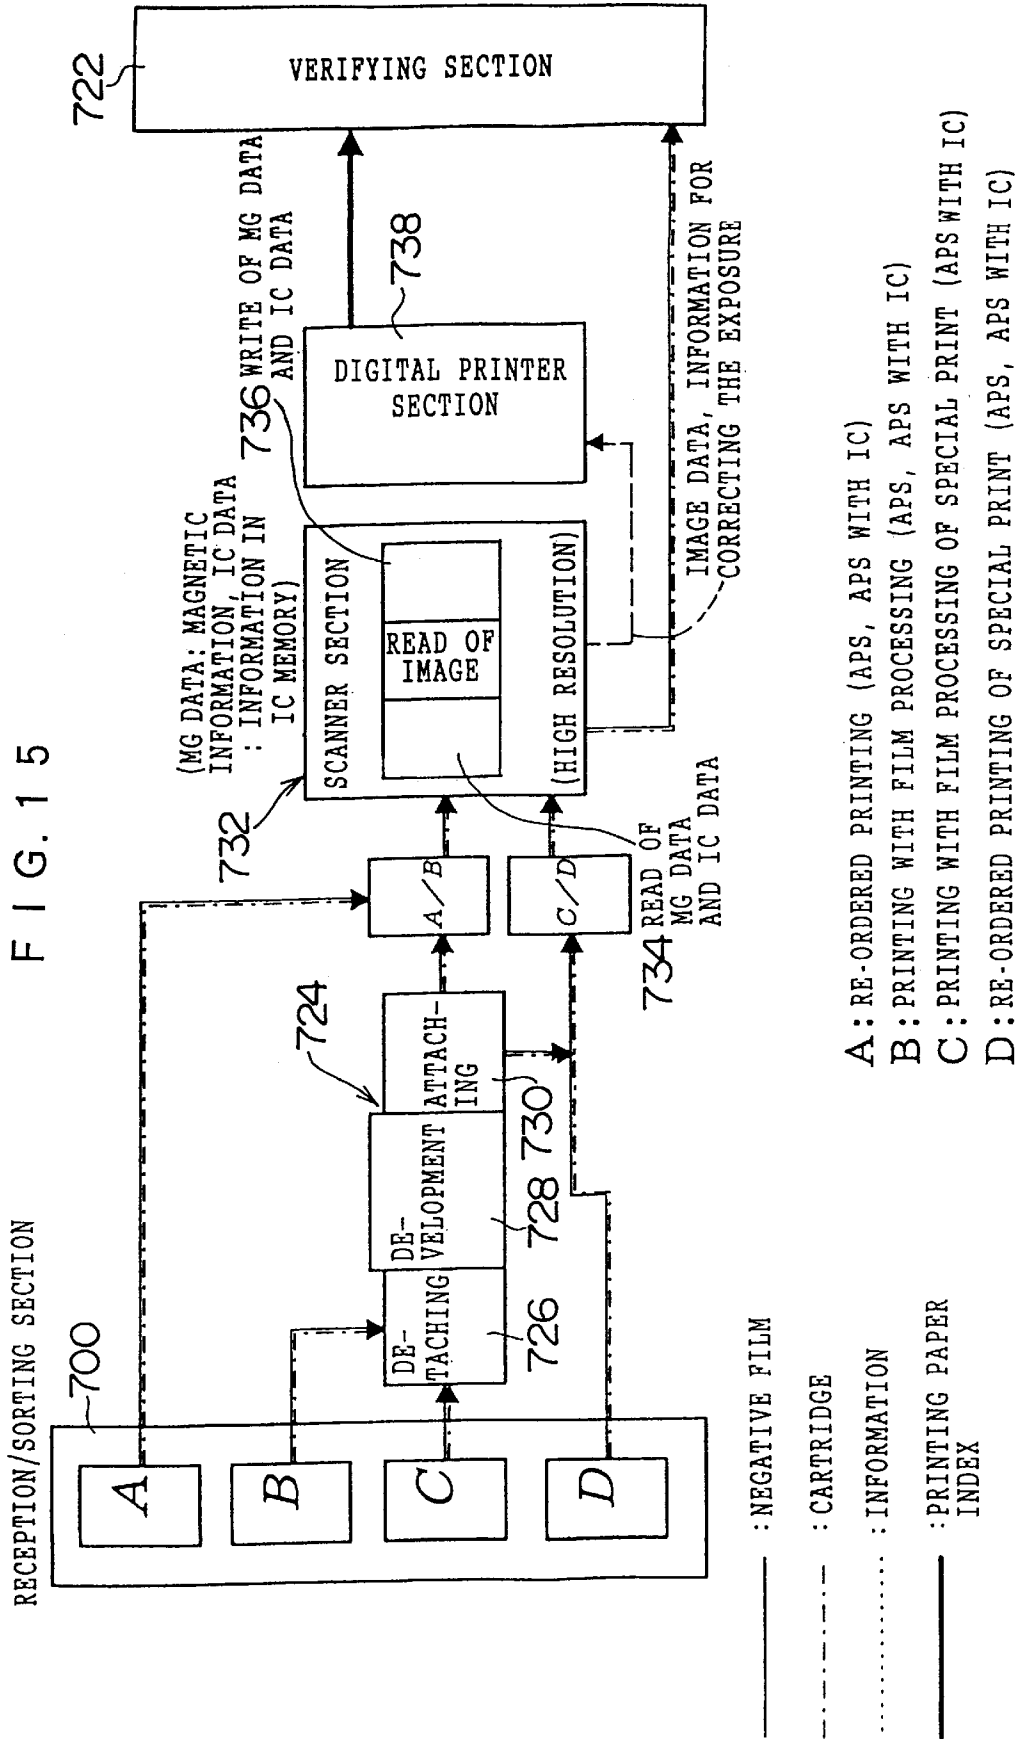 FIG. 15
RECEPTION/SORTING SECTION
700
A
B
C
D
724
DE-
TACHING
726
DE-
VELOPMENT
728
ATTACH-
ING
730
A/B
C/D
732
(MG DATA: MAGNETIC
INFORMATION, IC DATA
: INFORMATION IN
IC MEMORY)
SCANNER SECTION
READ OF
IMAGE
(HIGH RESOLUTION)
734 READ OF
MG DATA
AND IC DATA
736 WRITE OF MG DATA
AND IC DATA
DIGITAL PRINTER
SECTION
738
IMAGE DATA, INFORMATION FOR
CORRECTING THE EXPOSURE
722
VERIFYING SECTION
: NEGATIVE FILM
: CARTRIDGE
: INFORMATION
: PRINTING PAPER
INDEX
A: RE-ORDERED PRINTING (APS, APS WITH IC)
B: PRINTING WITH FILM PROCESSING (APS, APS WITH IC)
C: PRINTING WITH FILM PROCESSING OF SPECIAL PRINT (APS WITH IC)
D: RE-ORDERED PRINTING OF SPECIAL PRINT (APS, APS WITH IC)